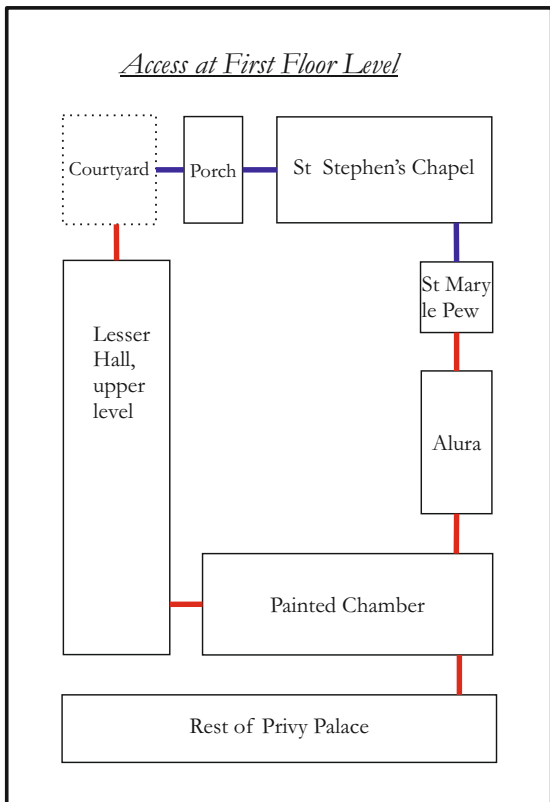 Access at First Floor Level
Courtyard
Porch
St Stephen's Chapel
St Mary
le Pew
Lesser
Hall,
upper
level
Alura
Painted Chamber
Rest of Privy Palace